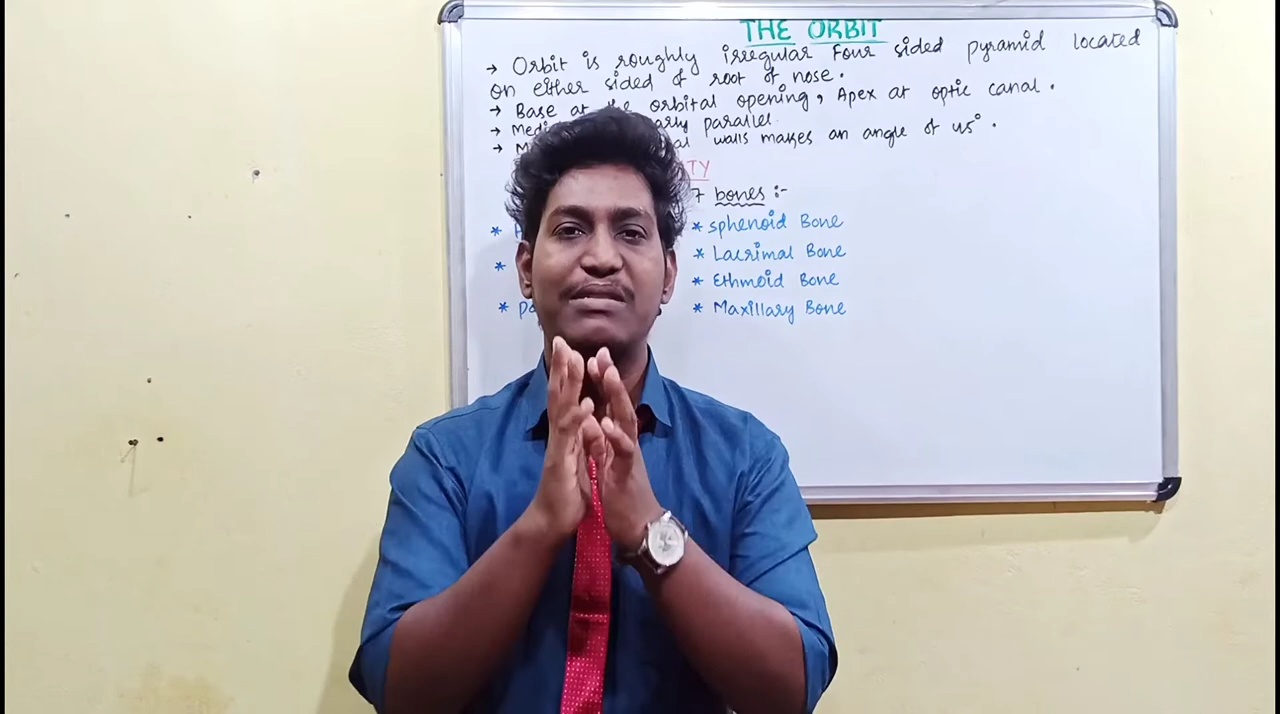 THE ORBIT
→ Orbit is roughly irregular Four sided pyramid located
on either sided of root of nose.
→ Base at the orbital opening, Apex at optic canal.
→ parallel.
→ walls makes an angle of 45°.
7 bones :-
* * sphenoid Bone
* Lacrimal Bone
* * Ethmoid Bone
* * Maxillary Bone